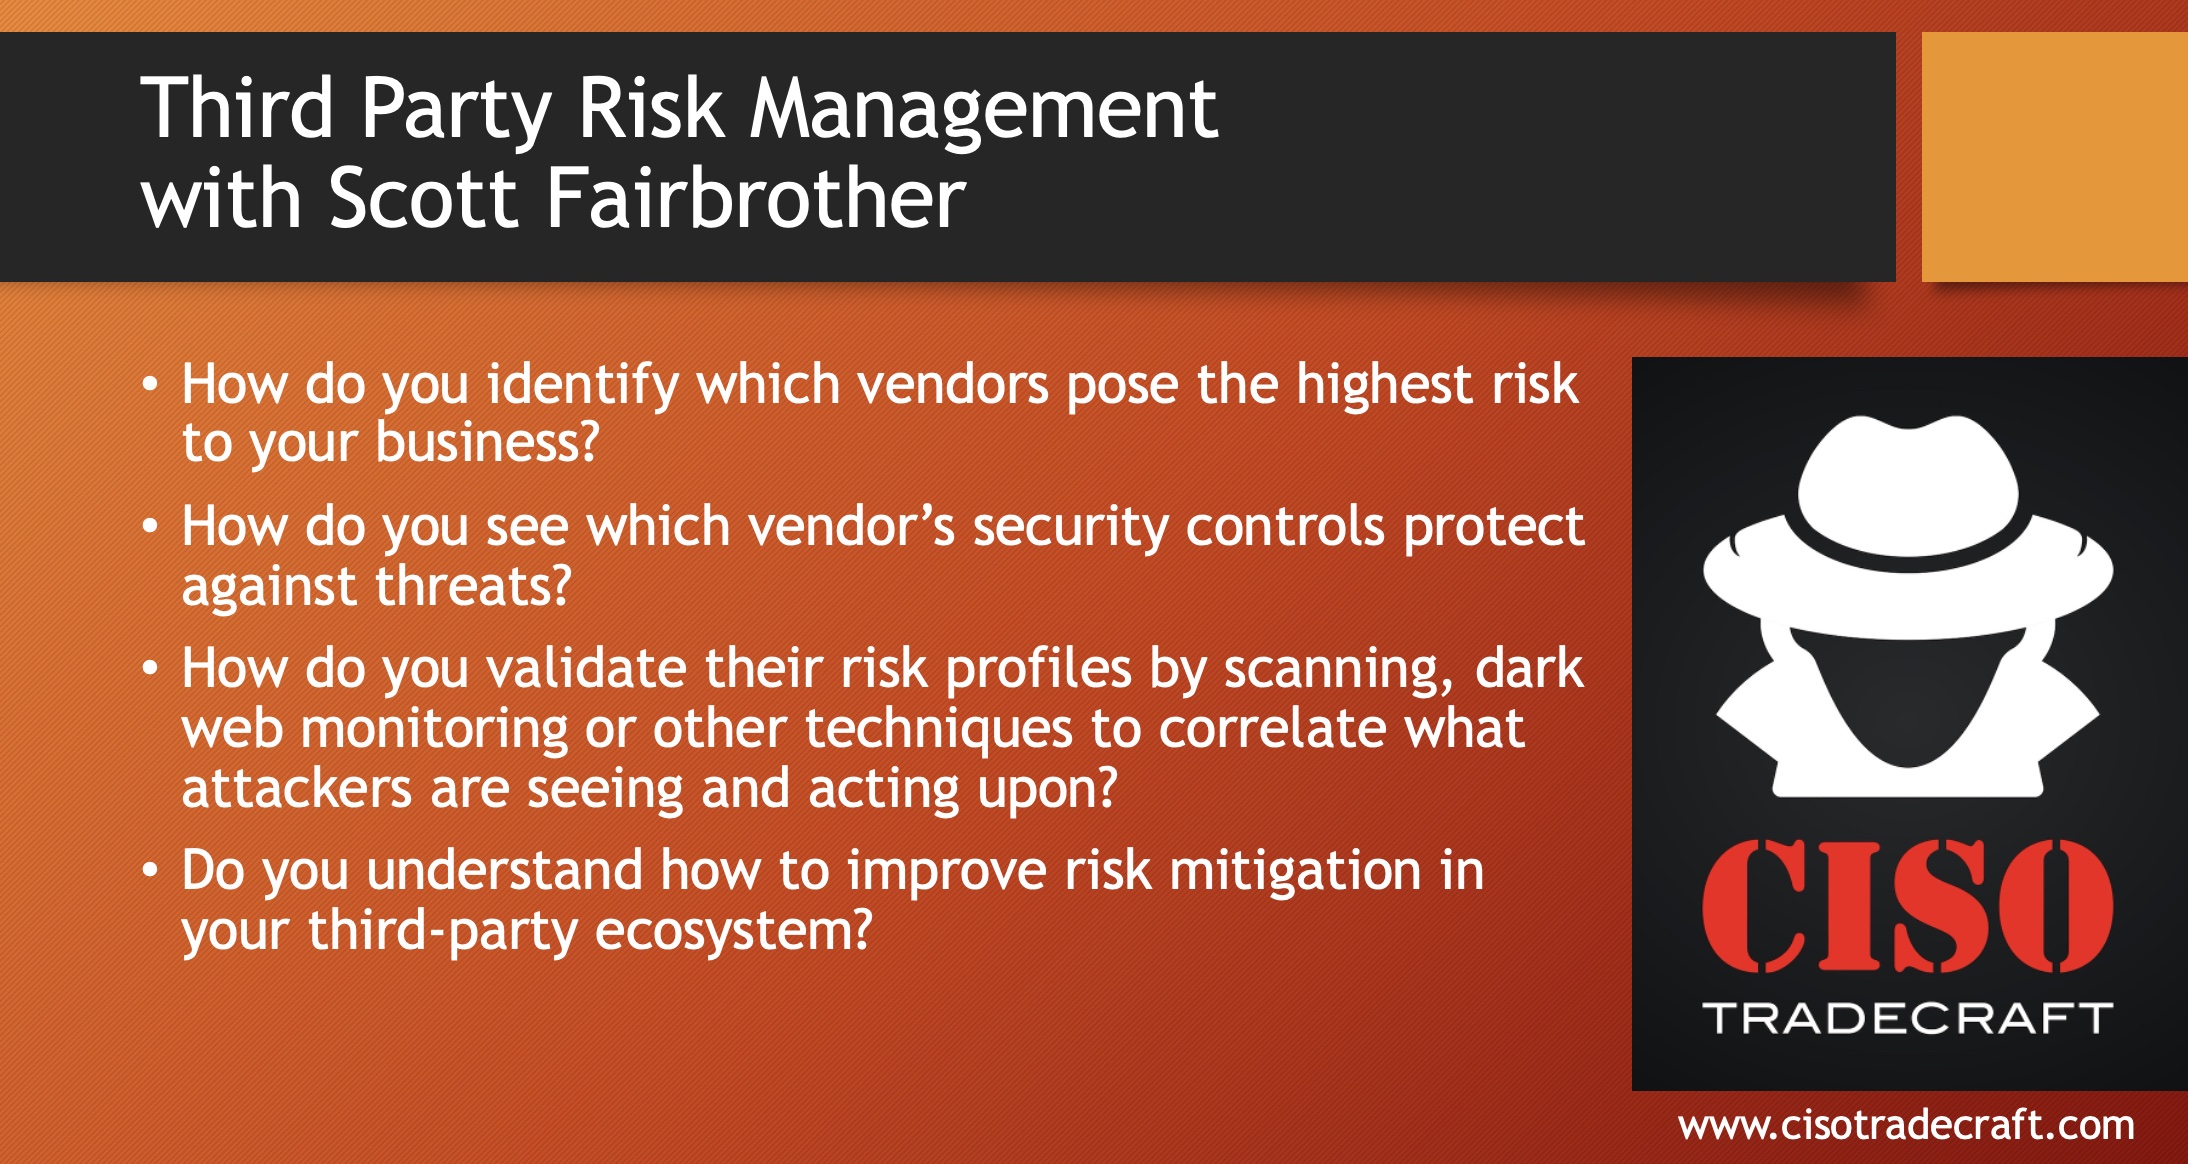 Third Party Risk Management
with Scott Fairbrother
• How do you identify which vendors pose the highest risk
to your business?
• How do you see which vendor’s security controls protect
against threats?
• How do you validate their risk profiles by scanning, dark
web monitoring or other techniques to correlate what
attackers are seeing and acting upon?
• Do you understand how to improve risk mitigation in
your third-party ecosystem?
CISO
TRADECRAFT
www.cisotradecraft.com